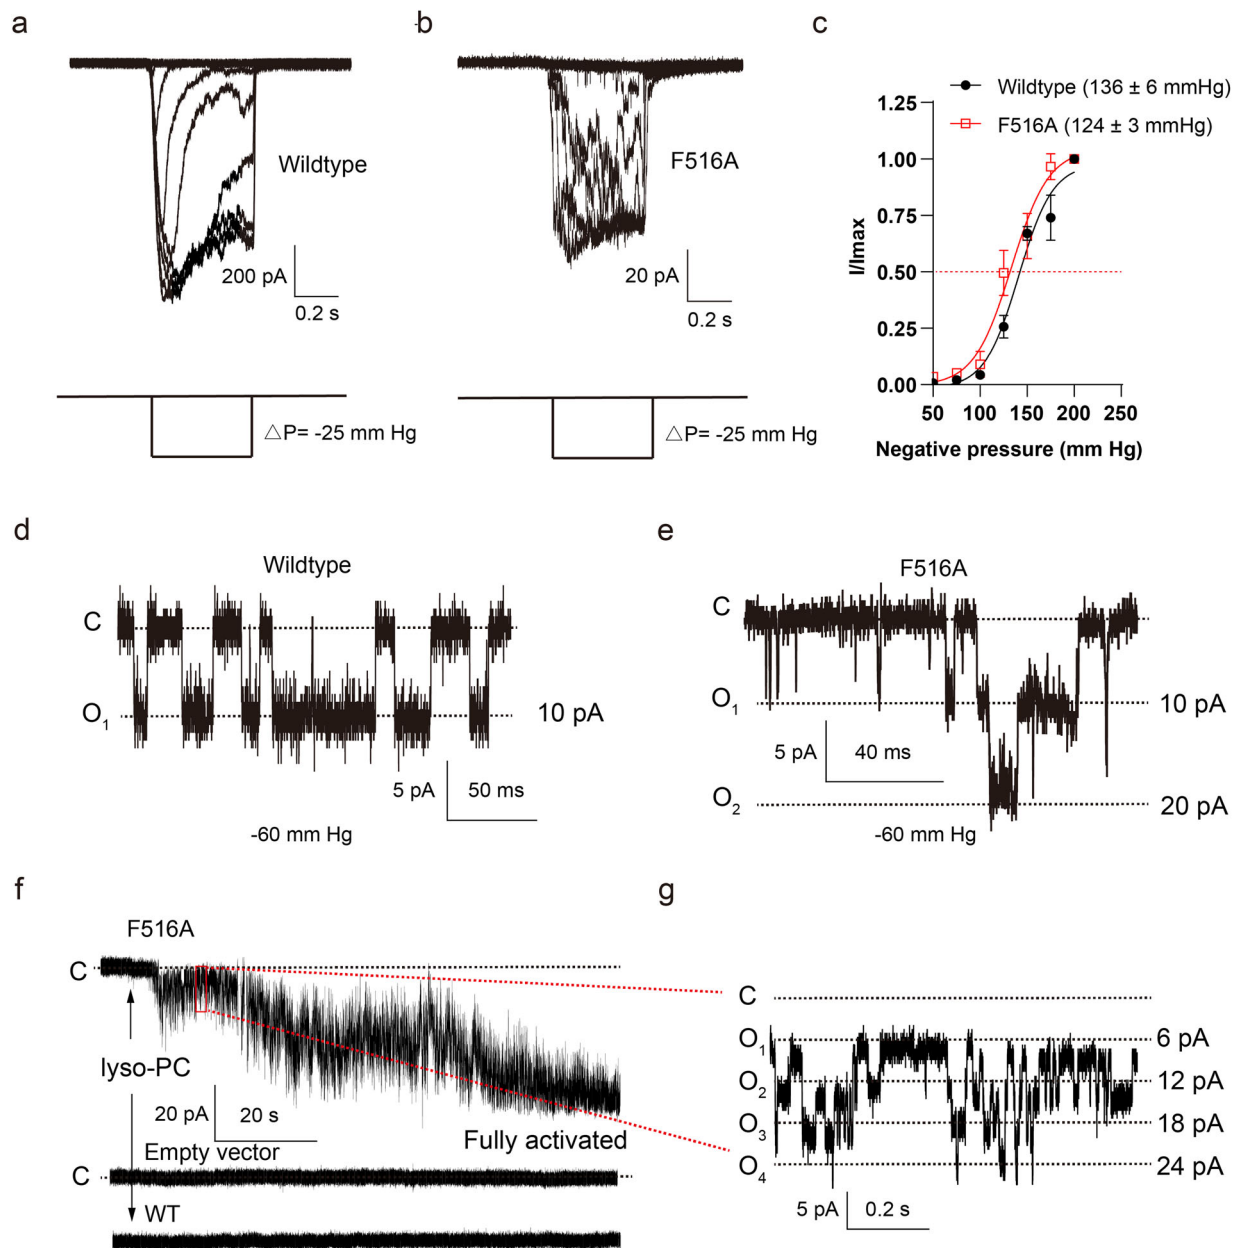 a
Wildtype
200 pA
0.2 s
△P= -25 mm Hg
b
F516A
20 pA
0.2 s
△P= -25 mm Hg
c
Wildtype (136 ± 6 mmHg)
F516A (124 ± 3 mmHg)
1.25
1.00
0.75
0.50
0.25
0.00
I/Imax
50 100 150 200 250
Negative pressure (mm Hg)
d
Wildtype
C
O1
10 pA
5 pA
50 ms
-60 mm Hg
e
F516A
C
O1
10 pA
5 pA
40 ms
O2
20 pA
-60 mm Hg
f
F516A
C
lyso-PC
20 pA
20 s
Fully activated
Empty vector
C
WT
g
C
O1
6 pA
O2
12 pA
O3
18 pA
O4
24 pA
5 pA
0.2 s